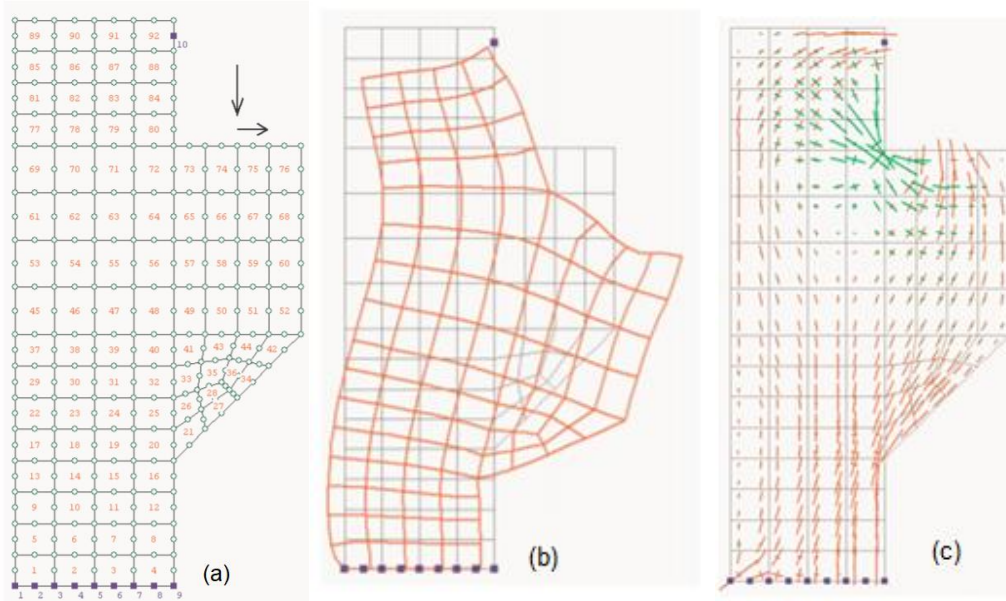 89 90 91 92
10
85 86 87 88
81 82 83 84
77 78 79 80
69 70 71 72 73 74 75 76
61 62 63 64 65 66 67 68
53 54 55 56 57 58 59 60
45 46 47 48 49 50 51 52
37 38 39 40 41 43 44 42
29 30 31 32 33 35 36 34
22 23 24 25 26 28 27
17 18 19 20 21
13 14 15 16
9 10 11 12
5 6 7 8
1 2 3 4
1 2 3 4 5 6 7 8 9
(a)
(b)
(c)